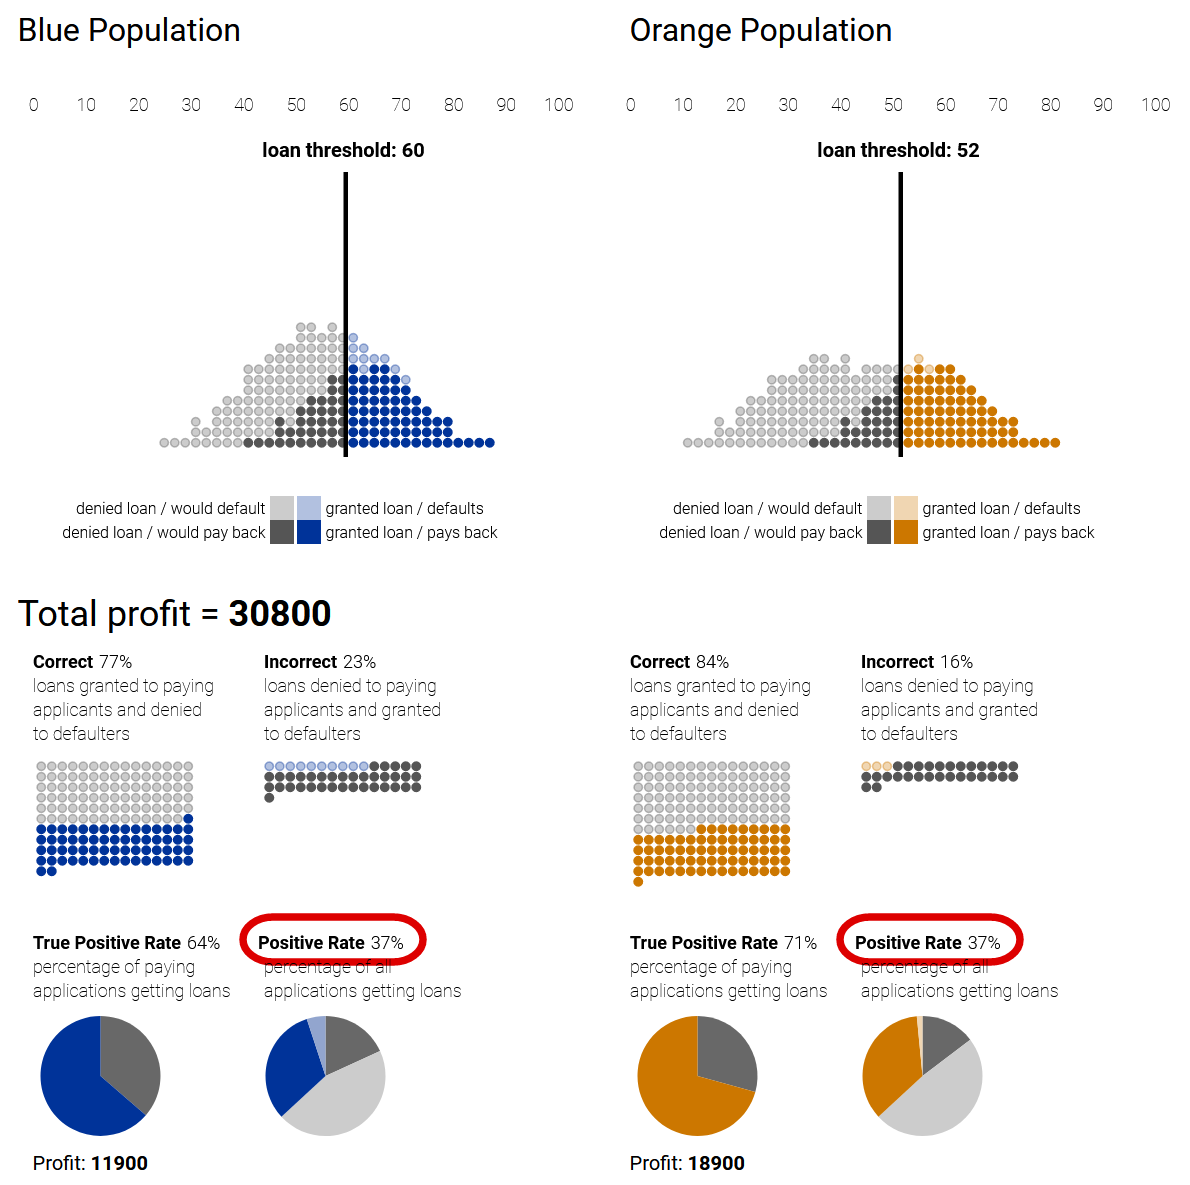 Blue Population
0 10 20 30 40 50 60 70 80 90 100
loan threshold: 60
denied loan / would default
granted loan / defaults
denied loan / would pay back
granted loan / pays back
Orange Population
0 10 20 30 40 50 60 70 80 90 100
loan threshold: 52
denied loan / would default
granted loan / defaults
denied loan / would pay back
granted loan / pays back
Total profit = 30800
Correct 77%
loans granted to paying
applicants and denied
to defaulters
Incorrect 23%
loans denied to paying
applicants and granted
to defaulters
True Positive Rate 64%
percentage of paying
applications getting loans
Positive Rate 37%
percentage of all
applications getting loans
Profit: 11900
Correct 84%
loans granted to paying
applicants and denied
to defaulters
Incorrect 16%
loans denied to paying
applicants and granted
to defaulters
True Positive Rate 71%
percentage of paying
applications getting loans
Positive Rate 37%
percentage of all
applications getting loans
Profit: 18900